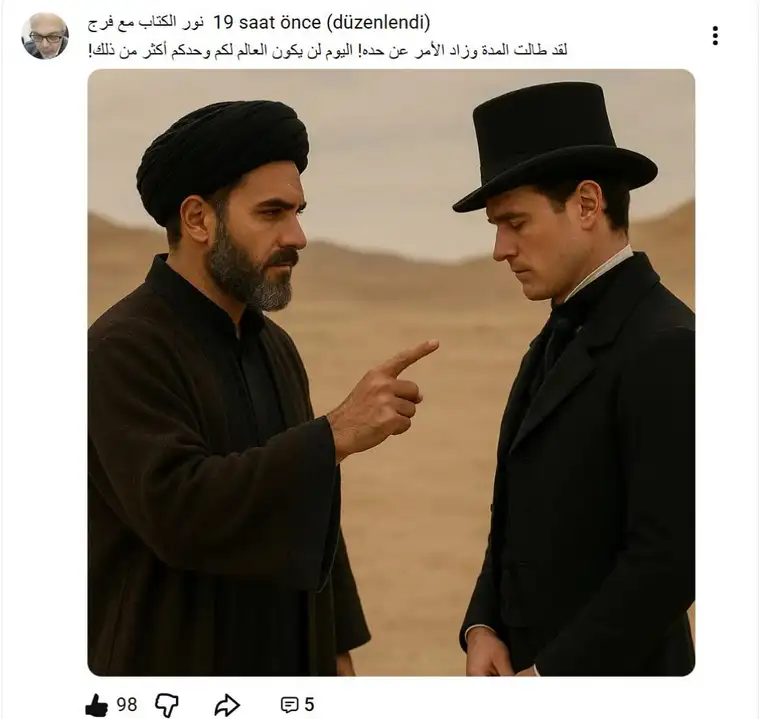 نور الكتاب مع فرج 19 saat önce (düzenlendi)
لقد طالت المدة وزاد الأمر عن حده! اليوم لن يكون العالم لكم وحدكم أكثر من ذلك!
98 5